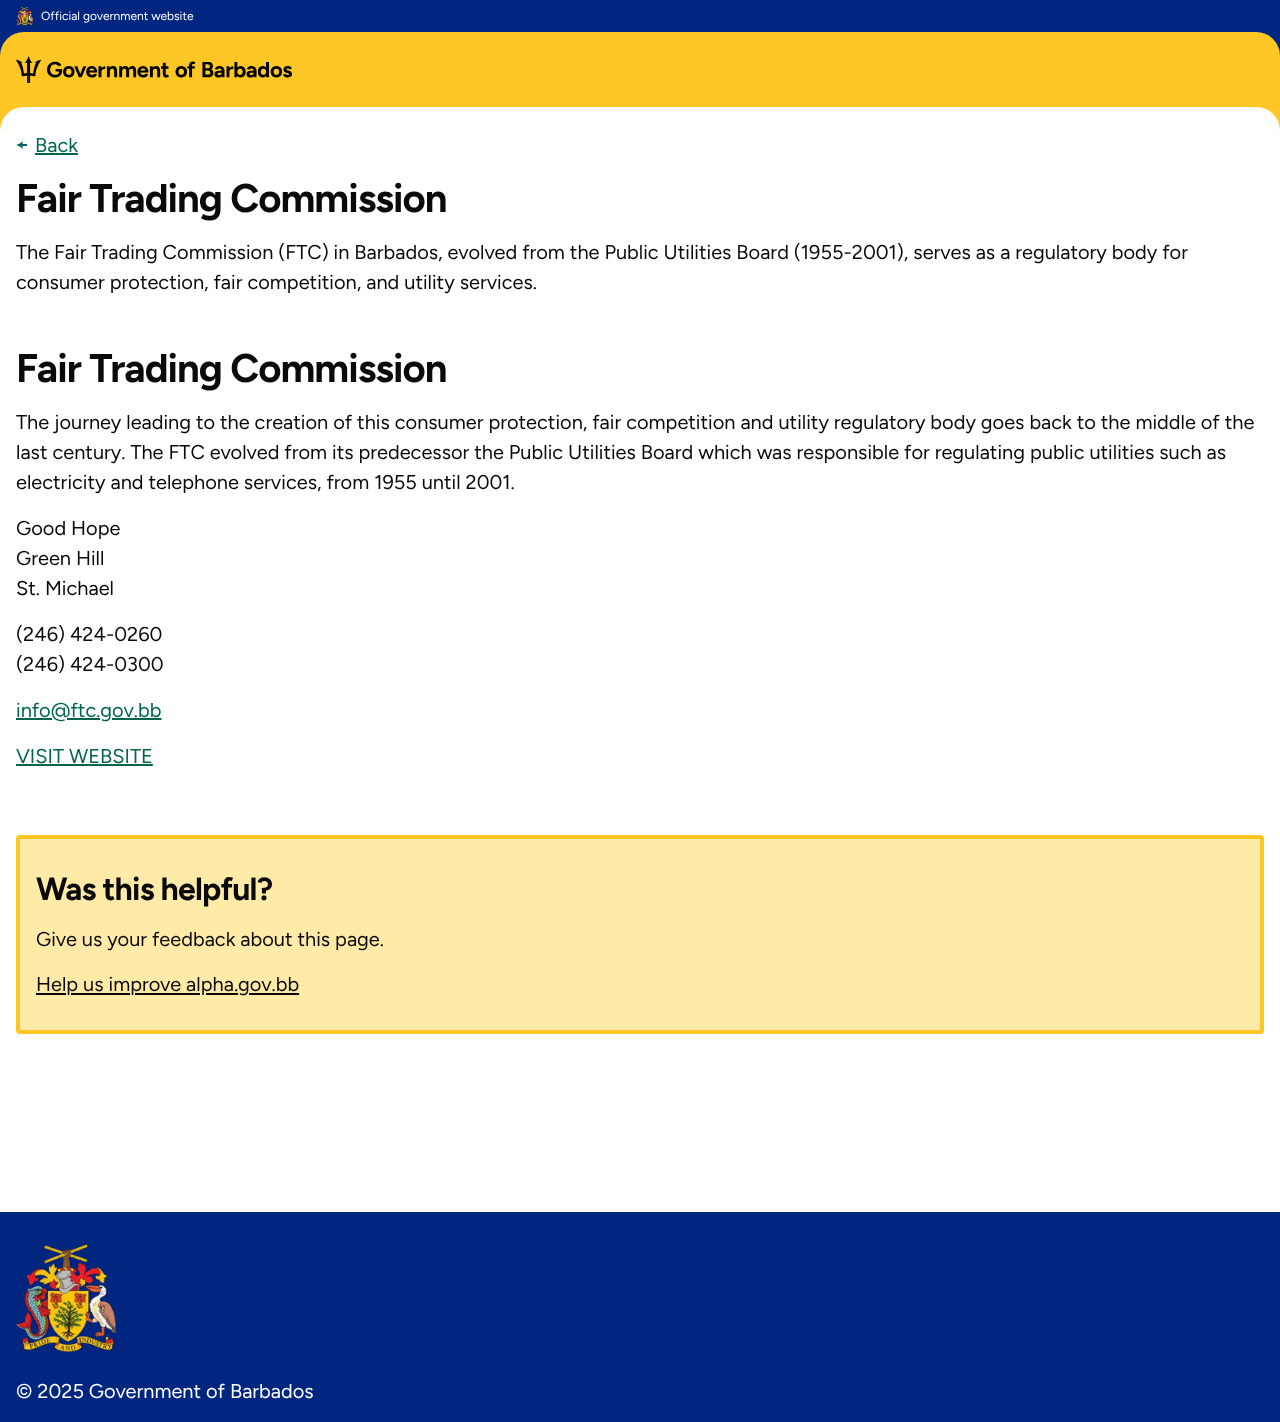 Official government website
Government of Barbados
Back
Fair Trading Commission
The Fair Trading Commission (FTC) in Barbados, evolved from the Public Utilities Board (1955-2001), serves as a regulatory body for
consumer protection, fair competition, and utility services.
Fair Trading Commission
The journey leading to the creation of this consumer protection, fair competition and utility regulatory body goes back to the middle of the
last century. The FTC evolved from its predecessor the Public Utilities Board which was responsible for regulating public utilities such as
electricity and telephone services, from 1955 until 2001.
Good Hope
Green Hill
St. Michael
(246) 424-0260
(246) 424-0300
info@ftc.gov.bb
VISIT WEBSITE
Was this helpful?
Give us your feedback about this page.
Help us improve alpha.gov.bb
PRIDE AND INDUSTRY
© 2025 Government of Barbados